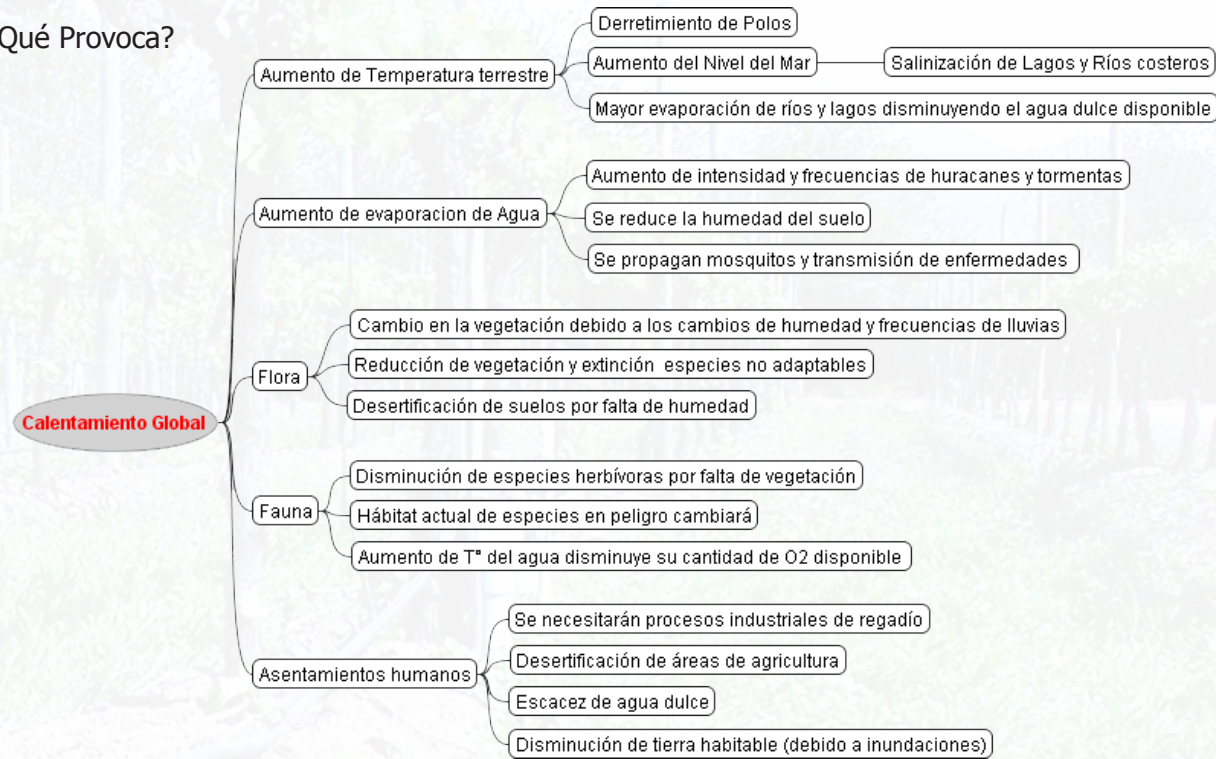 Qué Provoca?
Derretimiento de Polos
Aumento de Temperatura terrestre
Aumento del Nivel del Mar
Salinización de Lagos y Ríos costeros
Mayor evaporación de ríos y lagos disminuyendo el agua dulce disponible
Aumento de evaporacion de Agua
Aumento de intensidad y frecuencias de huracanes y tormentas
Se reduce la humedad del suelo
Se propagan mosquitos y transmisión de enfermedades
Calentamiento Global
Flora
Cambio en la vegetación debido a los cambios de humedad y frecuencias de lluvias
Reducción de vegetación y extinción especies no adaptables
Desertificación de suelos por falta de humedad
Fauna
Disminución de especies herbívoras por falta de vegetación
Hábitat actual de especies en peligro cambiará
Aumento de T° del agua disminuye su cantidad de O2 disponible
Asentamientos humanos
Se necesitarán procesos industriales de regadío
Desertificación de áreas de agricultura
Escacez de agua dulce
Disminución de tierra habitable (debido a inundaciones)